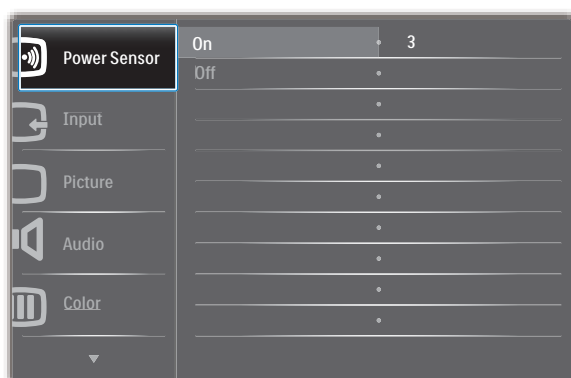 Power Sensor
On 3
Off
Input
Picture
Audio
Color